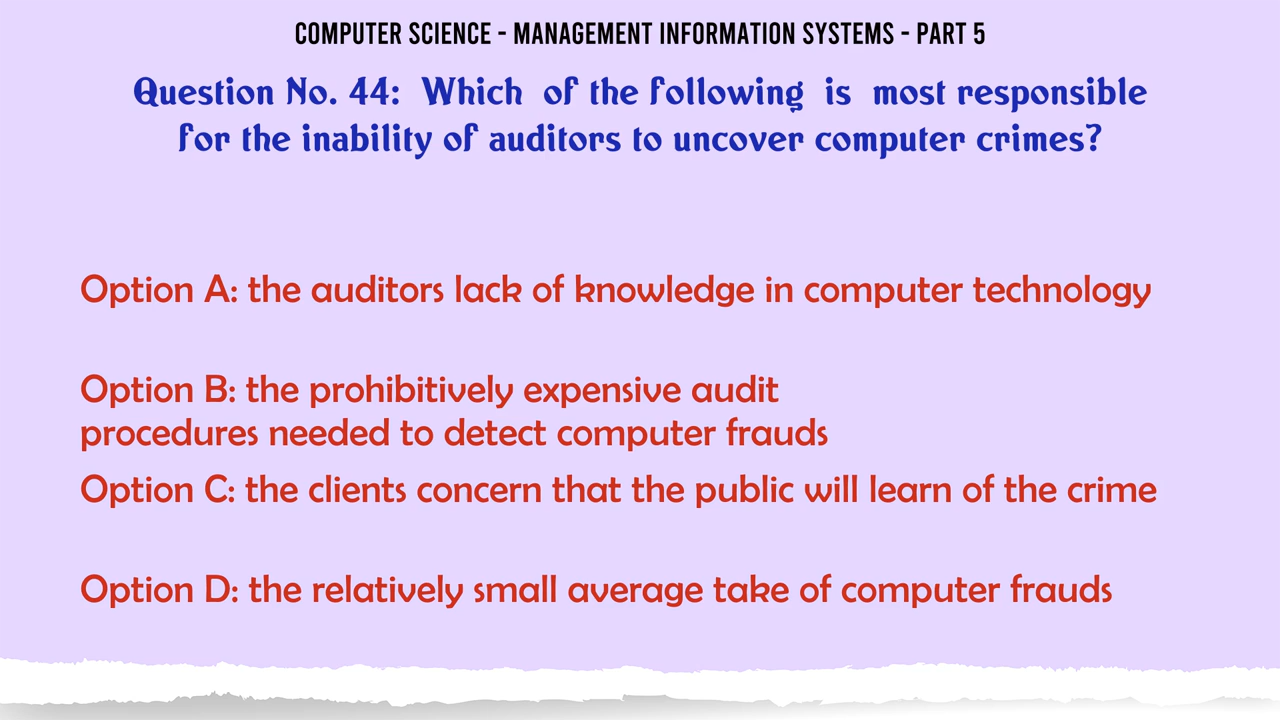 COMPUTER SCIENCE - MANAGEMENT INFORMATION SYSTEMS - PART 5
Question No. 44: Which of the following is most responsible
for the inability of auditors to uncover computer crimes?
Option A: the auditors lack of knowledge in computer technology
Option B: the prohibitively expensive audit
procedures needed to detect computer frauds
Option C: the clients concern that the public will learn of the crime
Option D: the relatively small average take of computer frauds